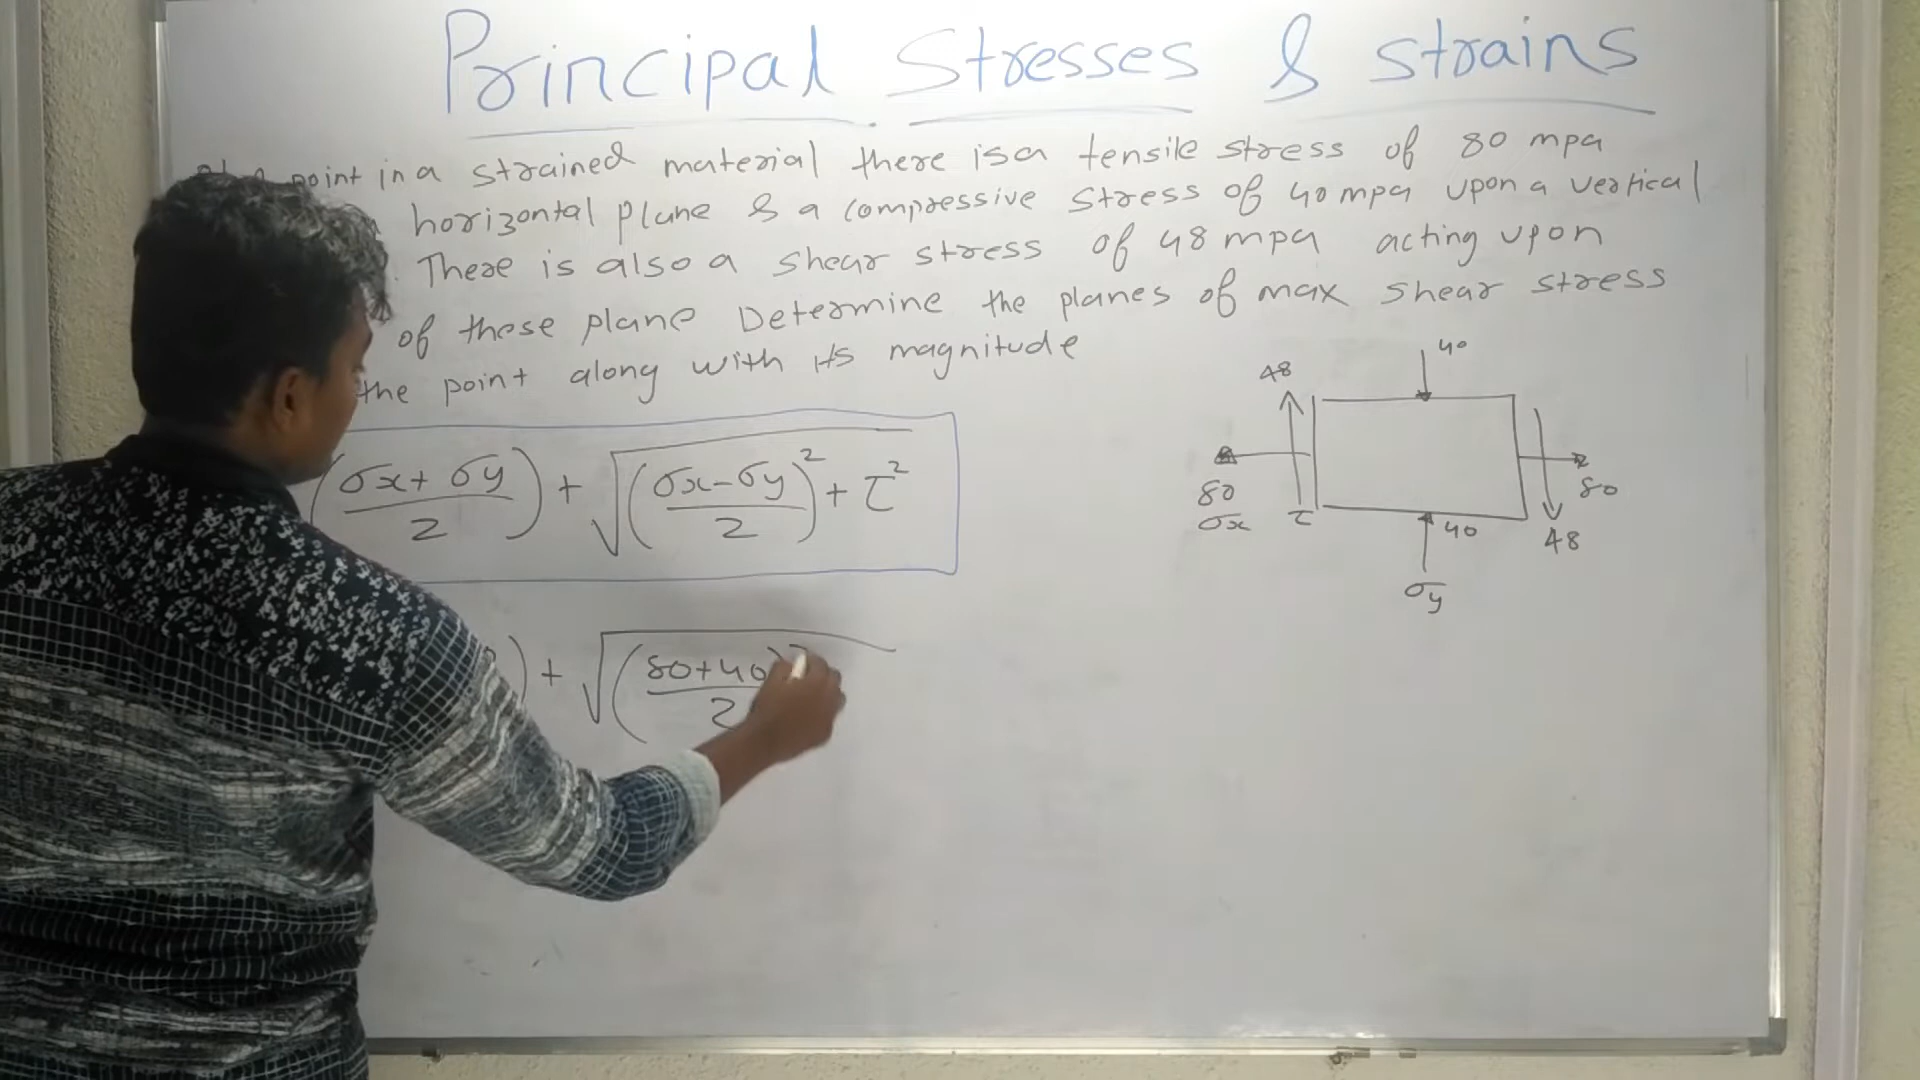 Principal Stresses & strains
point in a strained material there is a tensile stress of 80 mpa
horizontal plane & a compressive stress of 40 mpa upon a vertical
. There is also a shear stress of 48 mpa acting upon
of these plane Determine the planes of max shear stress
the point along with its magnitude
(σx + σy / 2) + √((σx - σy / 2)² + τ²
) + √(80+40 / 2
40
48
80
σx
τ
80
40
48
σy